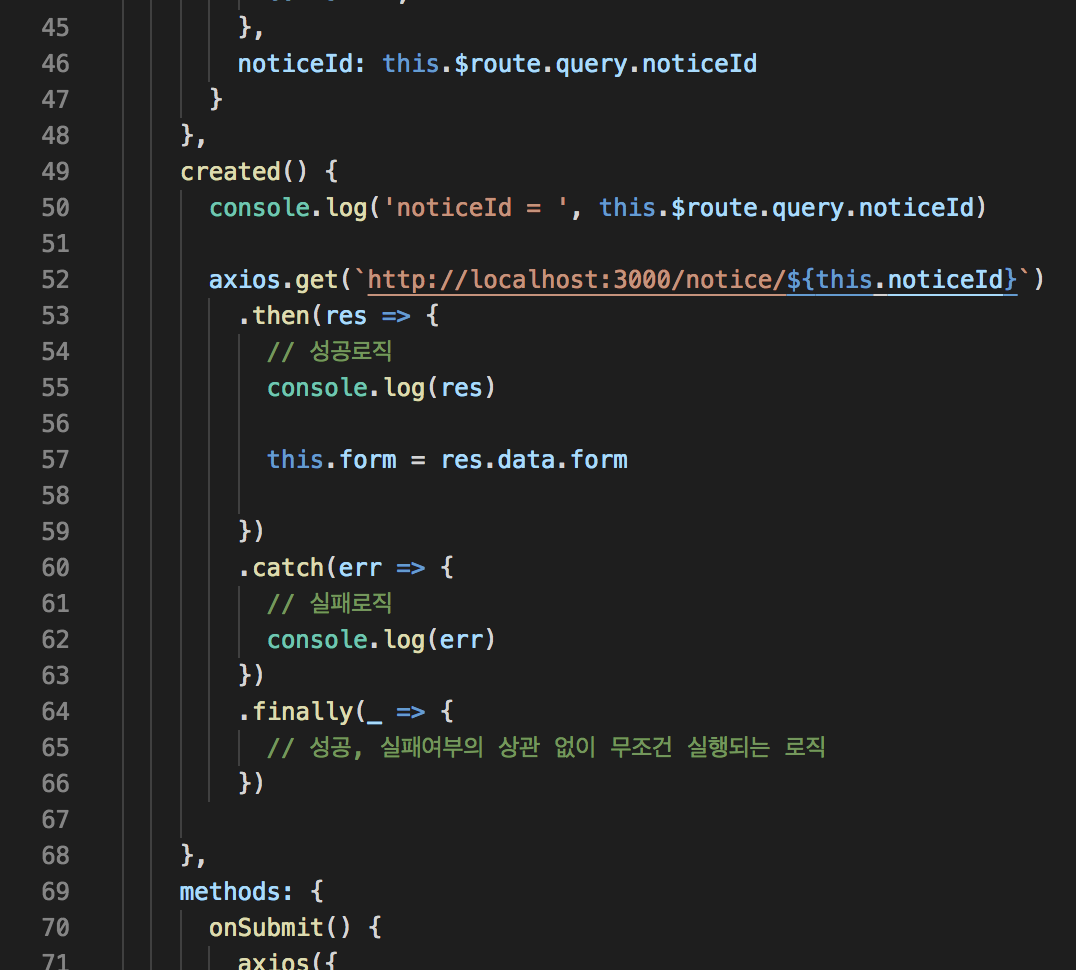 45 },
46 noticeId: this.$route.query.noticeId
47 }
48 },
49 created() {
50 console.log('noticeId = ', this.$route.query.noticeId)
51
52 axios.get(`http://localhost:3000/notice/${this.noticeId}`)
53 .then(res => {
54 // 성공로직
55 console.log(res)
56
57 this.form = res.data.form
58
59 })
60 .catch(err => {
61 // 실패로직
62 console.log(err)
63 })
64 .finally(_ => {
65 // 성공, 실패여부의 상관 없이 무조건 실행되는 로직
66 })
67
68 },
69 methods: {
70 onSubmit() {
71 axios({